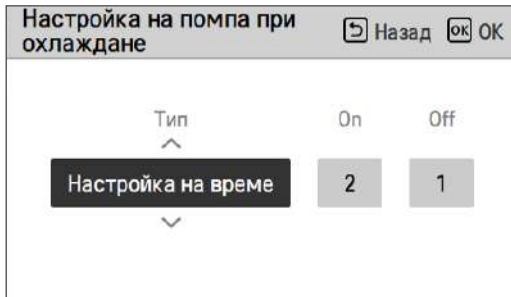 Настройка на помпа при охлаждане
Назад OK OK
Тип On Off
Настройка на време 2 1